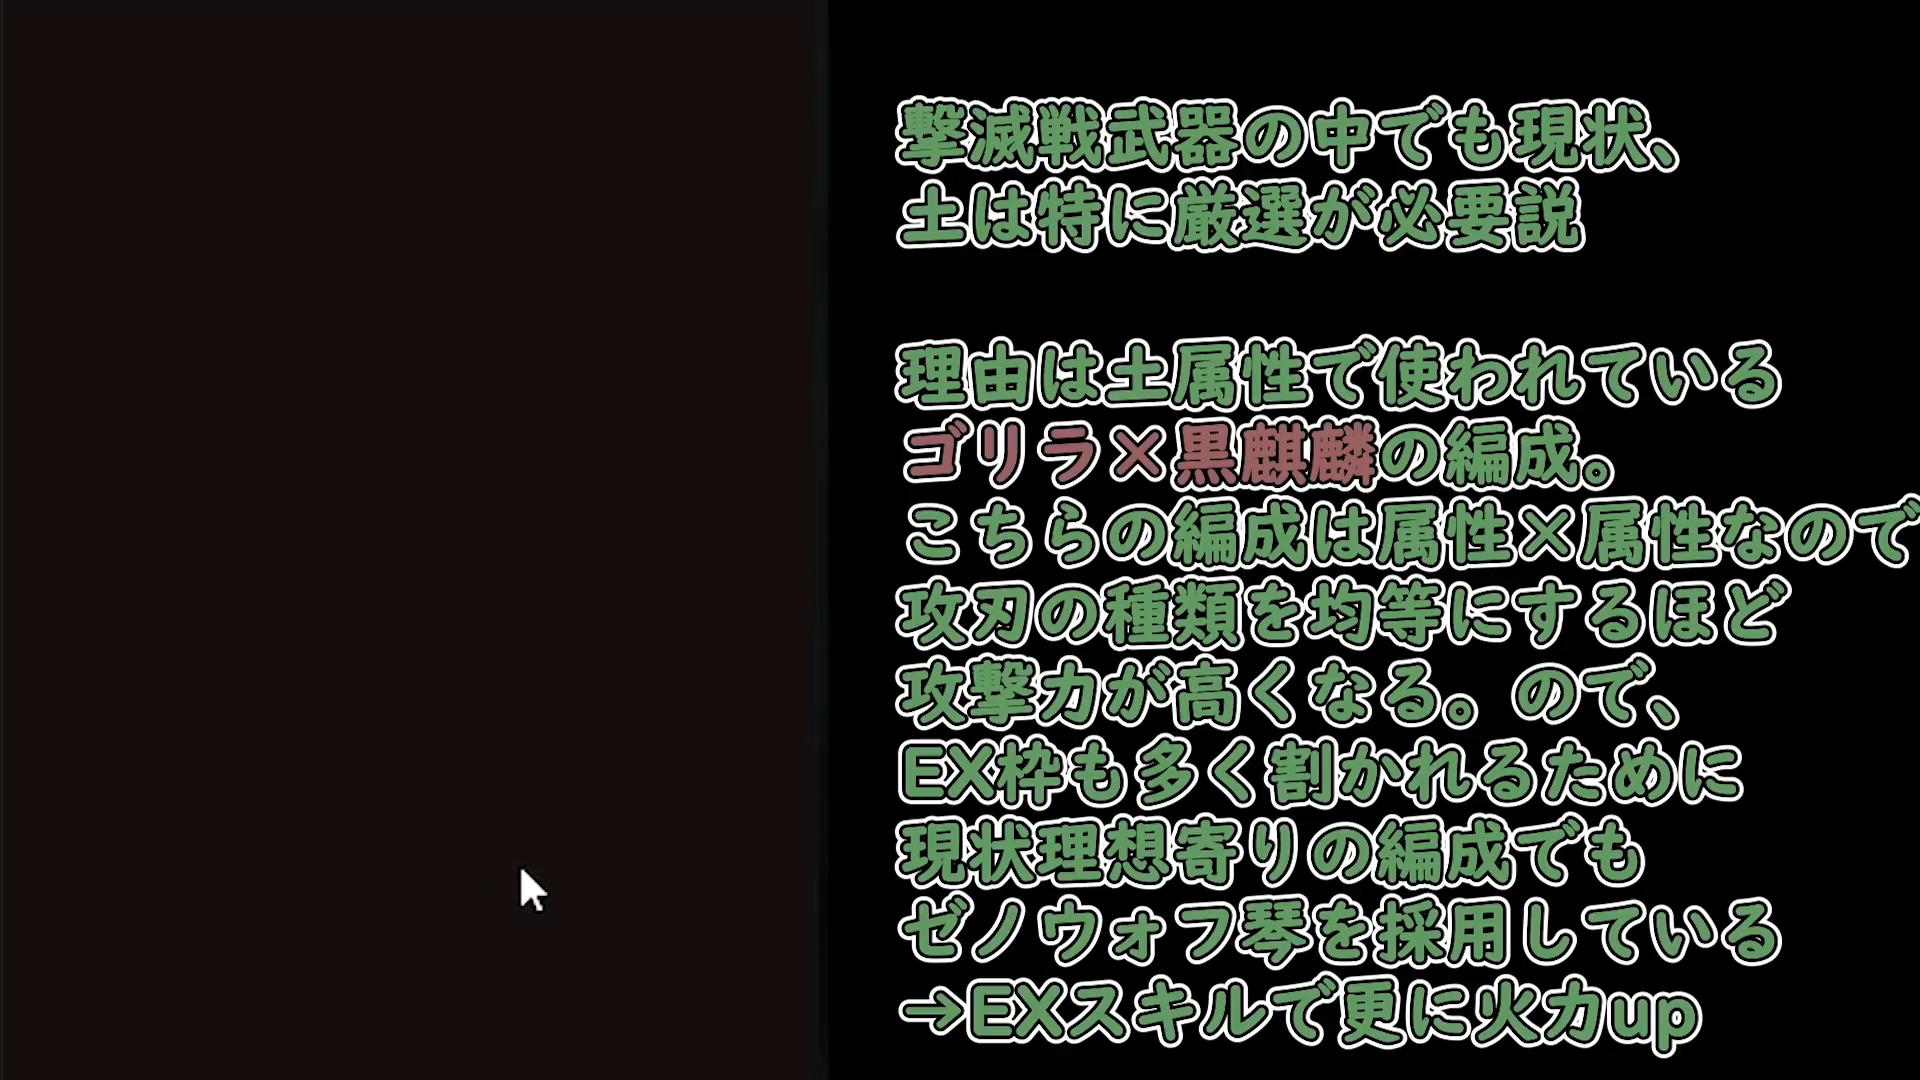 撃滅戦武器の中でも現状、
土は特に厳選が必要説
理由は土属性で使われている
ゴリラ×黒麒麟の編成。
こちらの編成は属性×属性なので
攻刃の種類を均等にするほど
攻撃力が高くなる。ので、
EX枠も多く割かれるために
現状理想寄りの編成でも
ゼノウォフ琴を採用している
→EXスキルで更に火力up